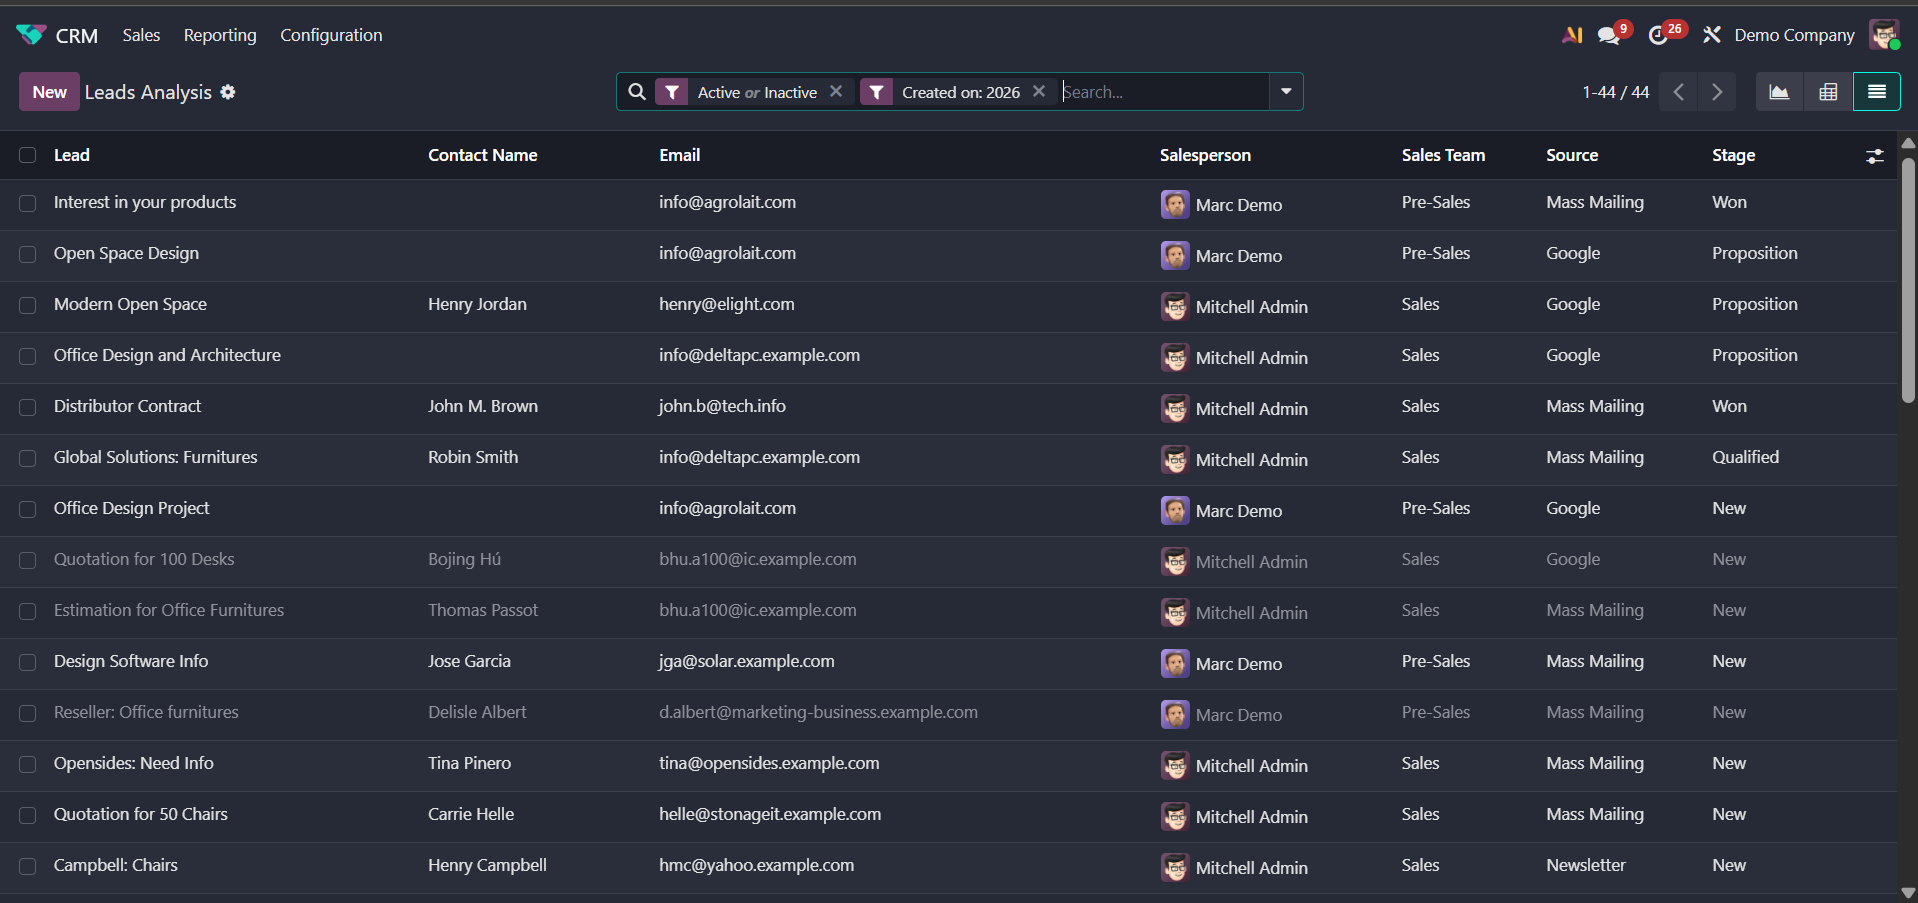 CRM Sales Reporting Configuration 9 26 Demo Company
New Leads Analysis Active or Inactive Created on: 2026 Search... 1-44 / 44
Lead Contact Name Email Salesperson Sales Team Source Stage
Interest in your products info@agrolait.com Marc Demo Pre-Sales Mass Mailing Won
Open Space Design info@agrolait.com Marc Demo Pre-Sales Google Proposition
Modern Open Space Henry Jordan henry@elight.com Mitchell Admin Sales Google Proposition
Office Design and Architecture info@deltapc.example.com Mitchell Admin Sales Google Proposition
Distributor Contract John M. Brown john.b@tech.info Mitchell Admin Sales Mass Mailing Won
Global Solutions: Furnitures Robin Smith info@deltapc.example.com Mitchell Admin Sales Mass Mailing Qualified
Office Design Project info@agrolait.com Marc Demo Pre-Sales Google New
Quotation for 100 Desks Bojing Hú bhu.a100@ic.example.com Mitchell Admin Sales Google New
Estimation for Office Furnitures Thomas Passot bhu.a100@ic.example.com Mitchell Admin Sales Mass Mailing New
Design Software Info Jose Garcia jga@solar.example.com Marc Demo Pre-Sales Mass Mailing New
Reseller: Office furnitures Delisle Albert d.albert@marketing-business.example.com Marc Demo Pre-Sales Mass Mailing New
Opensides: Need Info Tina Pinero tina@opensides.example.com Mitchell Admin Sales Mass Mailing New
Quotation for 50 Chairs Carrie Helle helle@stonageit.example.com Mitchell Admin Sales Mass Mailing New
Campbell: Chairs Henry Campbell hmc@yahoo.example.com Mitchell Admin Sales Newsletter New